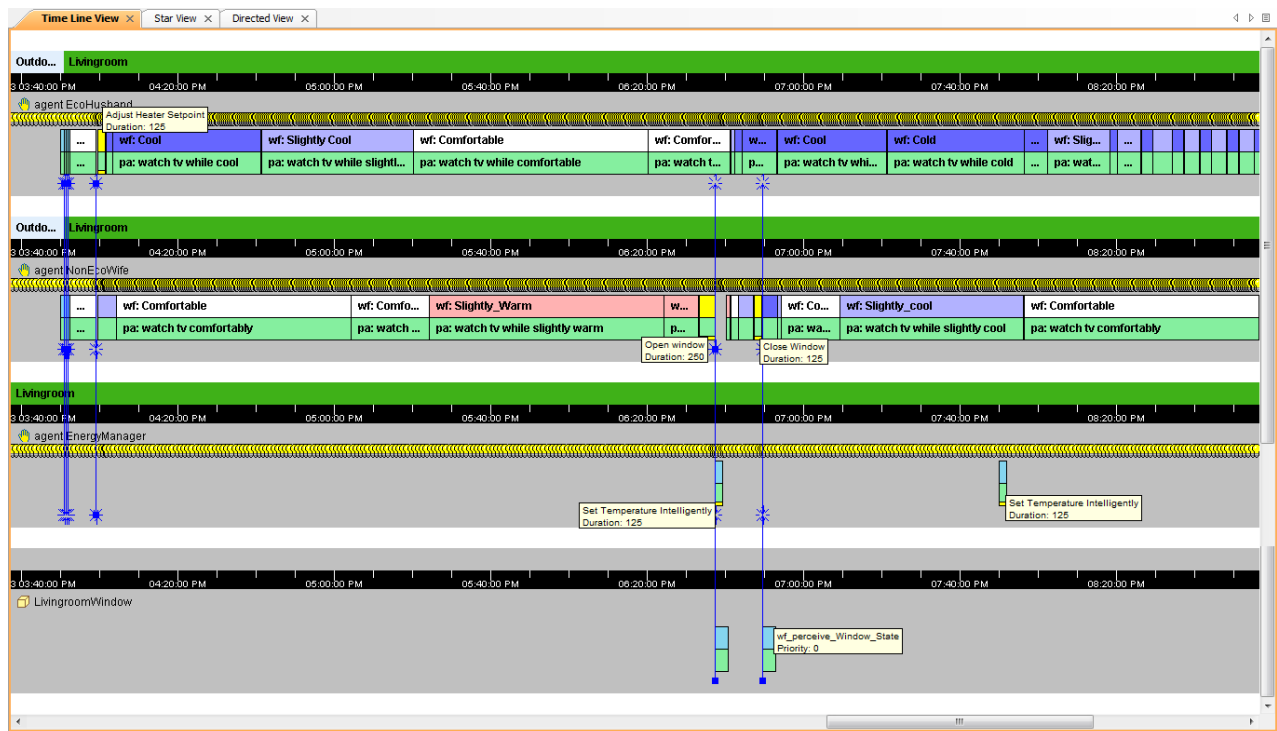 Time Line View × Star View × Directed View ×
Outdo... Livingroom
3 03:40:00 PM 04:20:00 PM 05:00:00 PM 05:40:00 PM 06:20:00 PM 07:00:00 PM 07:40:00 PM 08:20:00 PM
agent EcoHusband
Adjust Heater Setpoint
Duration: 125
... wf: Cool wf: Slightly Cool wf: Comfortable wf: Comfor... w... wf: Cool wf: Cold ... wf: Slig... ...
... pa: watch tv while cool pa: watch tv while slightl... pa: watch tv while comfortable pa: watch t... p... pa: watch tv whi... pa: watch tv while cold ... pa: wat... ...
Outdo... Livingroom
3 03:40:00 PM 04:20:00 PM 05:00:00 PM 05:40:00 PM 06:20:00 PM 07:00:00 PM 07:40:00 PM 08:20:00 PM
agent NonEcoWife
... wf: Comfortable wf: Comfo... wf: Slightly_Warm w... wf: Co... wf: Slightly_cool wf: Comfortable
... pa: watch tv comfortably pa: watch ... pa: watch tv while slightly warm p... pa: wa... pa: watch tv while slightly cool pa: watch tv comfortably
Open window
Duration: 250
Close Window
Duration: 125
Livingroom
3 03:40:00 PM 04:20:00 PM 05:00:00 PM 05:40:00 PM 06:20:00 PM 07:00:00 PM 07:40:00 PM 08:20:00 PM
agent EnergyManager
Set Temperature Intelligently
Duration: 125
Set Temperature Intelligently
Duration: 125
3 03:40:00 PM 04:20:00 PM 05:00:00 PM 05:40:00 PM 06:20:00 PM 07:00:00 PM 07:40:00 PM 08:20:00 PM
LivingroomWindow
wf_perceive_Window_State
Priority: 0